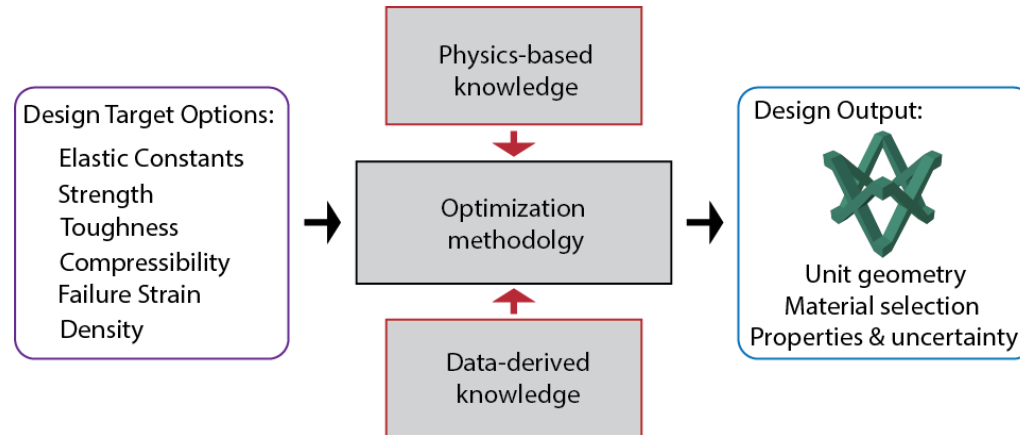 Physics-based
knowledge
Design Target Options:
Elastic Constants
Strength
Toughness
Compressibility
Failure Strain
Density
Optimization
methodolgy
Design Output:
Unit geometry
Material selection
Properties & uncertainty
Data-derived
knowledge